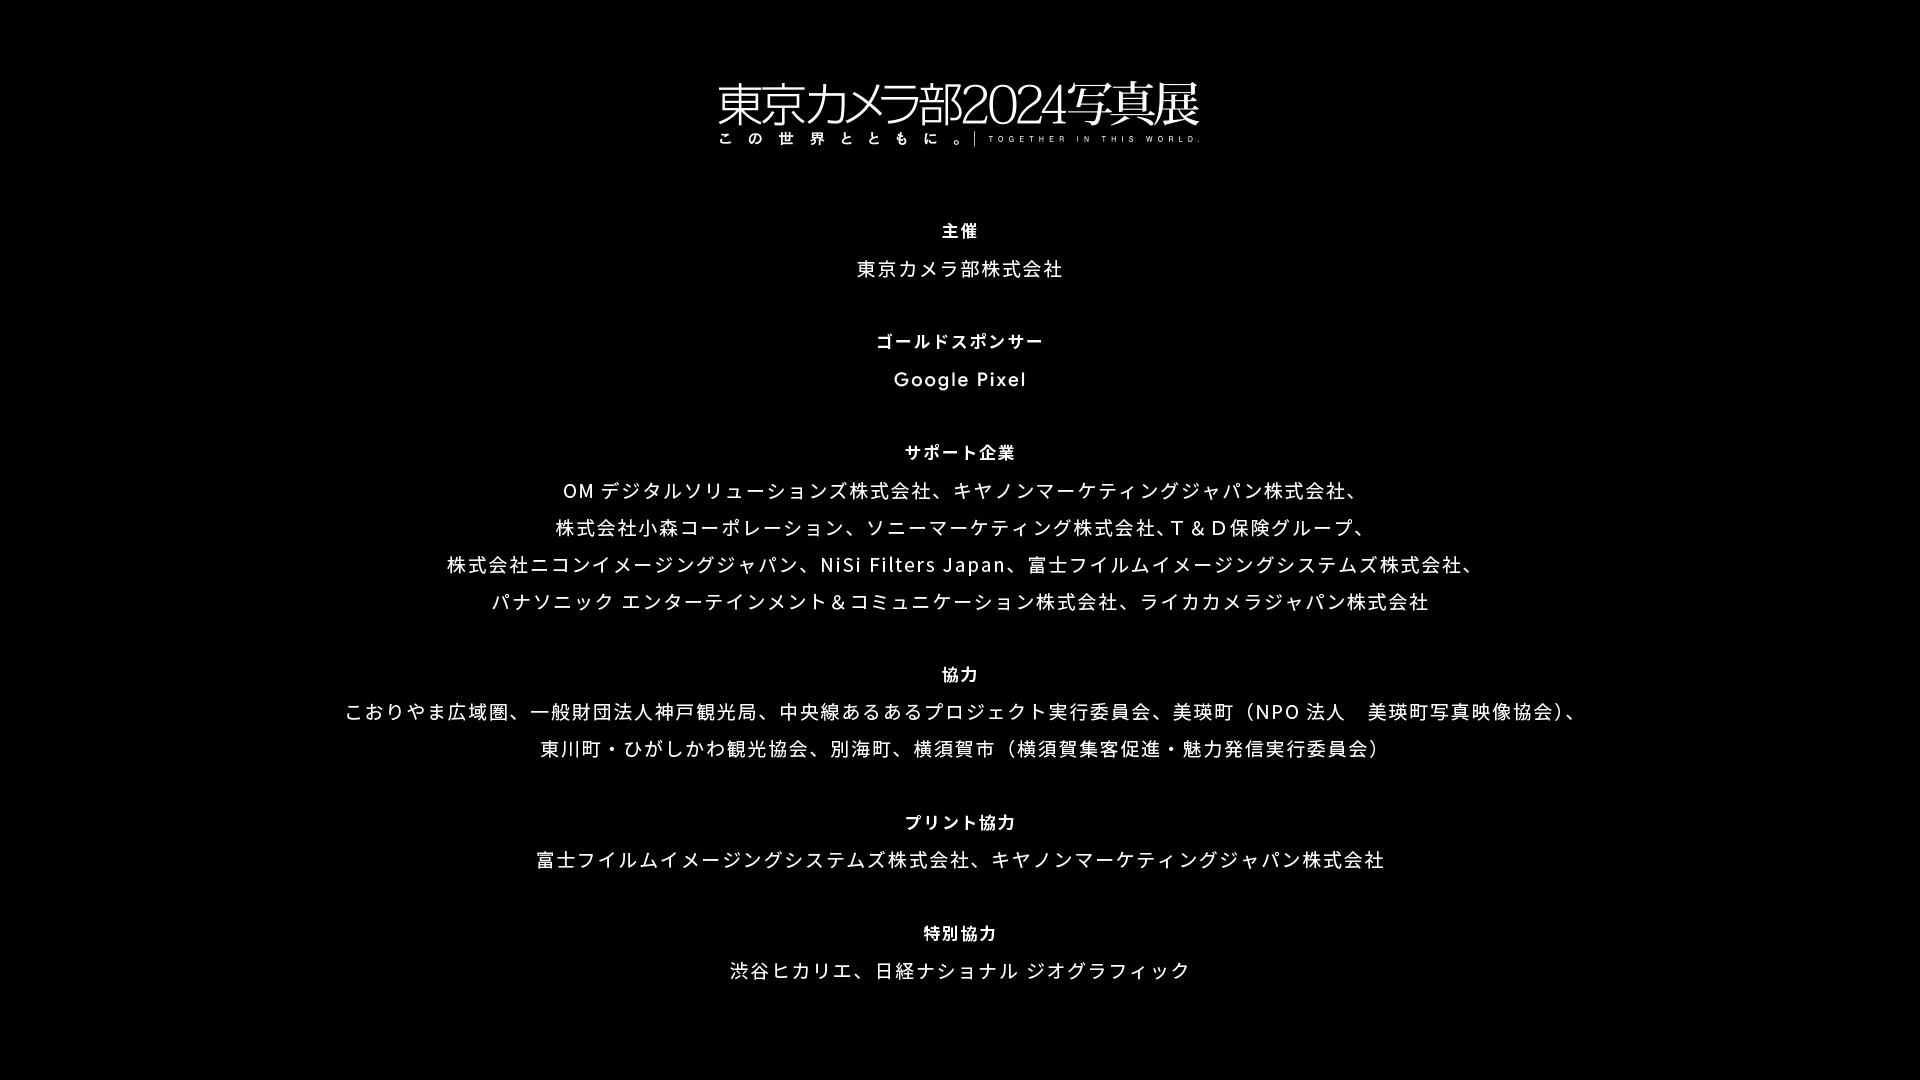 東京カメラ部2024写真展
この世界とともに。| TOGETHER IN THIS WORLD.
主催
東京カメラ部株式会社
ゴールドスポンサー
Google Pixel
サポート企業
OM デジタルソリューションズ株式会社、キヤノンマーケティングジャパン株式会社、
株式会社小森コーポレーション、ソニーマーケティング株式会社、Ｔ＆Ｄ保険グループ、
株式会社ニコンイメージングジャパン、NiSi Filters Japan、富士フイルムイメージングシステムズ株式会社、
パナソニック エンターテインメント＆コミュニケーション株式会社、ライカカメラジャパン株式会社
協力
こおりやま広域圏、一般財団法人神戸観光局、中央線あるあるプロジェクト実行委員会、美瑛町（NPO 法人　美瑛町写真映像協会）、
東川町・ひがしかわ観光協会、別海町、横須賀市（横須賀集客促進・魅力発信実行委員会）
プリント協力
富士フイルムイメージングシステムズ株式会社、キヤノンマーケティングジャパン株式会社
特別協力
渋谷ヒカリエ、日経ナショナル ジオグラフィック